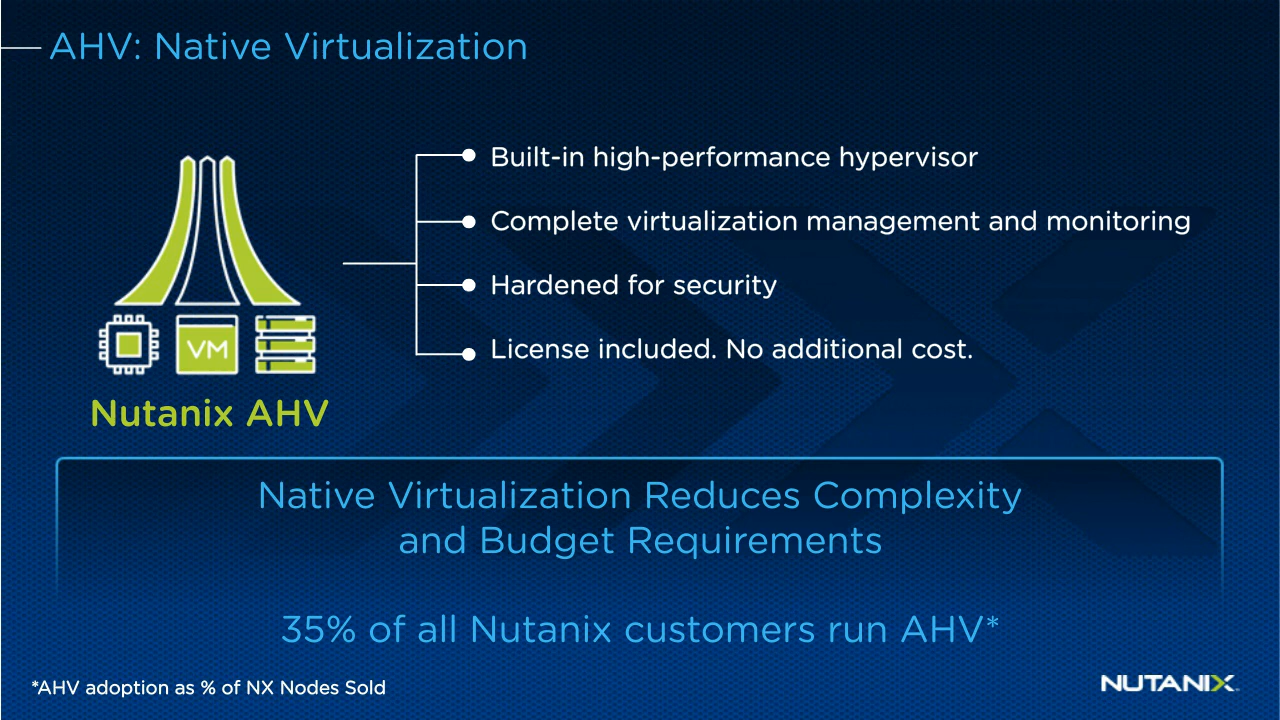 AHV: Native Virtualization
Built-in high-performance hypervisor
Complete virtualization management and monitoring
Hardened for security
License included. No additional cost.
VM
Nutanix AHV
Native Virtualization Reduces Complexity
and Budget Requirements
35% of all Nutanix customers run AHV*
*AHV adoption as % of NX Nodes Sold
NUTANIX